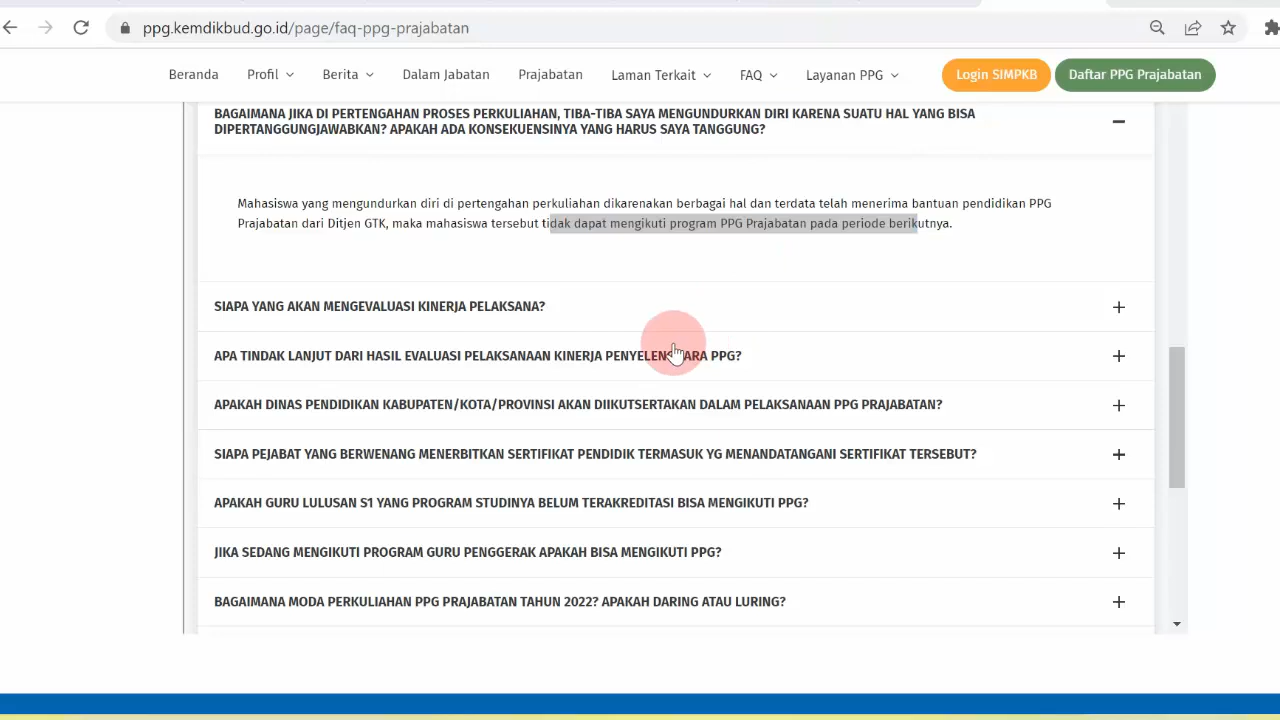 ppg.kemdikbud.go.id/page/faq-ppg-prajabatan
Beranda Profil Berita Dalam Jabatan Prajabatan Laman Terkait FAQ Layanan PPG Login SIMPKB Daftar PPG Prajabatan
BAGAIMANA JIKA DI PERTENGAHAN PROSES PERKULIAHAN, TIBA-TIBA SAYA MENGUNDURKAN DIRI KARENA SUATU HAL YANG BISA
DIPERTANGGUNGJAWABKAN? APAKAH ADA KONSEKUENSINYA YANG HARUS SAYA TANGGUNG?
Mahasiswa yang mengundurkan diri di pertengahan perkuliahan dikarenakan berbagai hal dan terdata telah menerima bantuan pendidikan PPG
Prajabatan dari Ditjen GTK, maka mahasiswa tersebut tidak dapat mengikuti program PPG Prajabatan pada periode berikutnya.
SIAPA YANG AKAN MENGEVALUASI KINERJA PELAKSANA?
APA TINDAK LANJUT DARI HASIL EVALUASI PELAKSANAAN KINERJA PENYELENGGARA PPG?
APAKAH DINAS PENDIDIKAN KABUPATEN/KOTA/PROVINSI AKAN DIIKUTSERTAKAN DALAM PELAKSANAAN PPG PRAJABATAN?
SIAPA PEJABAT YANG BERWENANG MENERBITKAN SERTIFIKAT PENDIDIK TERMASUK YG MENANDATANGANI SERTIFIKAT TERSEBUT?
APAKAH GURU LULUSAN S1 YANG PROGRAM STUDINYA BELUM TERAKREDITASI BISA MENGIKUTI PPG?
JIKA SEDANG MENGIKUTI PROGRAM GURU PENGGERAK APAKAH BISA MENGIKUTI PPG?
BAGAIMANA MODA PERKULIAHAN PPG PRAJABATAN TAHUN 2022? APAKAH DARING ATAU LURING?